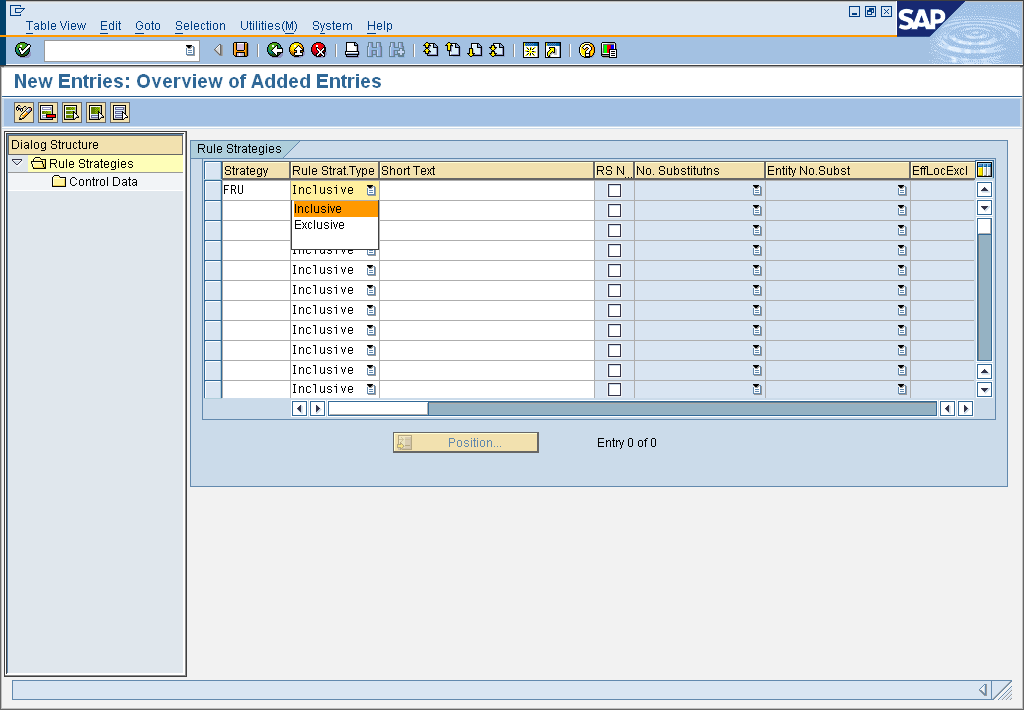 Table View Edit Goto Selection Utilities(M) System Help
SAP
New Entries: Overview of Added Entries
Dialog Structure
Rule Strategies
Control Data
Rule Strategies
Strategy Rule Strat.Type Short Text RS N... No. Substitutns Entity No.Subst EffLocExcl
FRU Inclusive
Inclusive
Exclusive
Inclusive
Inclusive
Inclusive
Inclusive
Inclusive
Inclusive
Inclusive
Inclusive
Position...
Entry 0 of 0